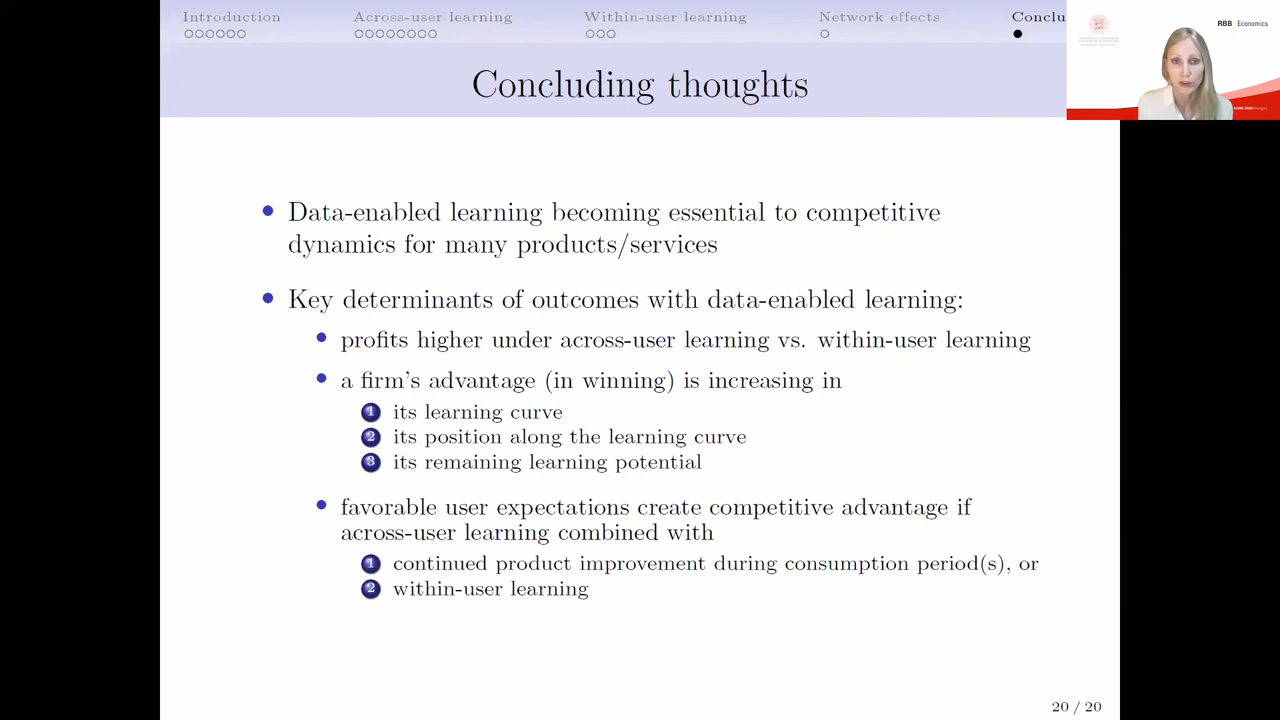 Introduction
Across-user learning
Within-user learning
Network effects
Conclu
RBB Economics
Concluding thoughts
Data-enabled learning becoming essential to competitive
dynamics for many products/services
Key determinants of outcomes with data-enabled learning:
profits higher under across-user learning vs. within-user learning
a firm's advantage (in winning) is increasing in
1 its learning curve
2 its position along the learning curve
3 its remaining learning potential
favorable user expectations create competitive advantage if
across-user learning combined with
1 continued product improvement during consumption period(s), or
2 within-user learning
20 / 20